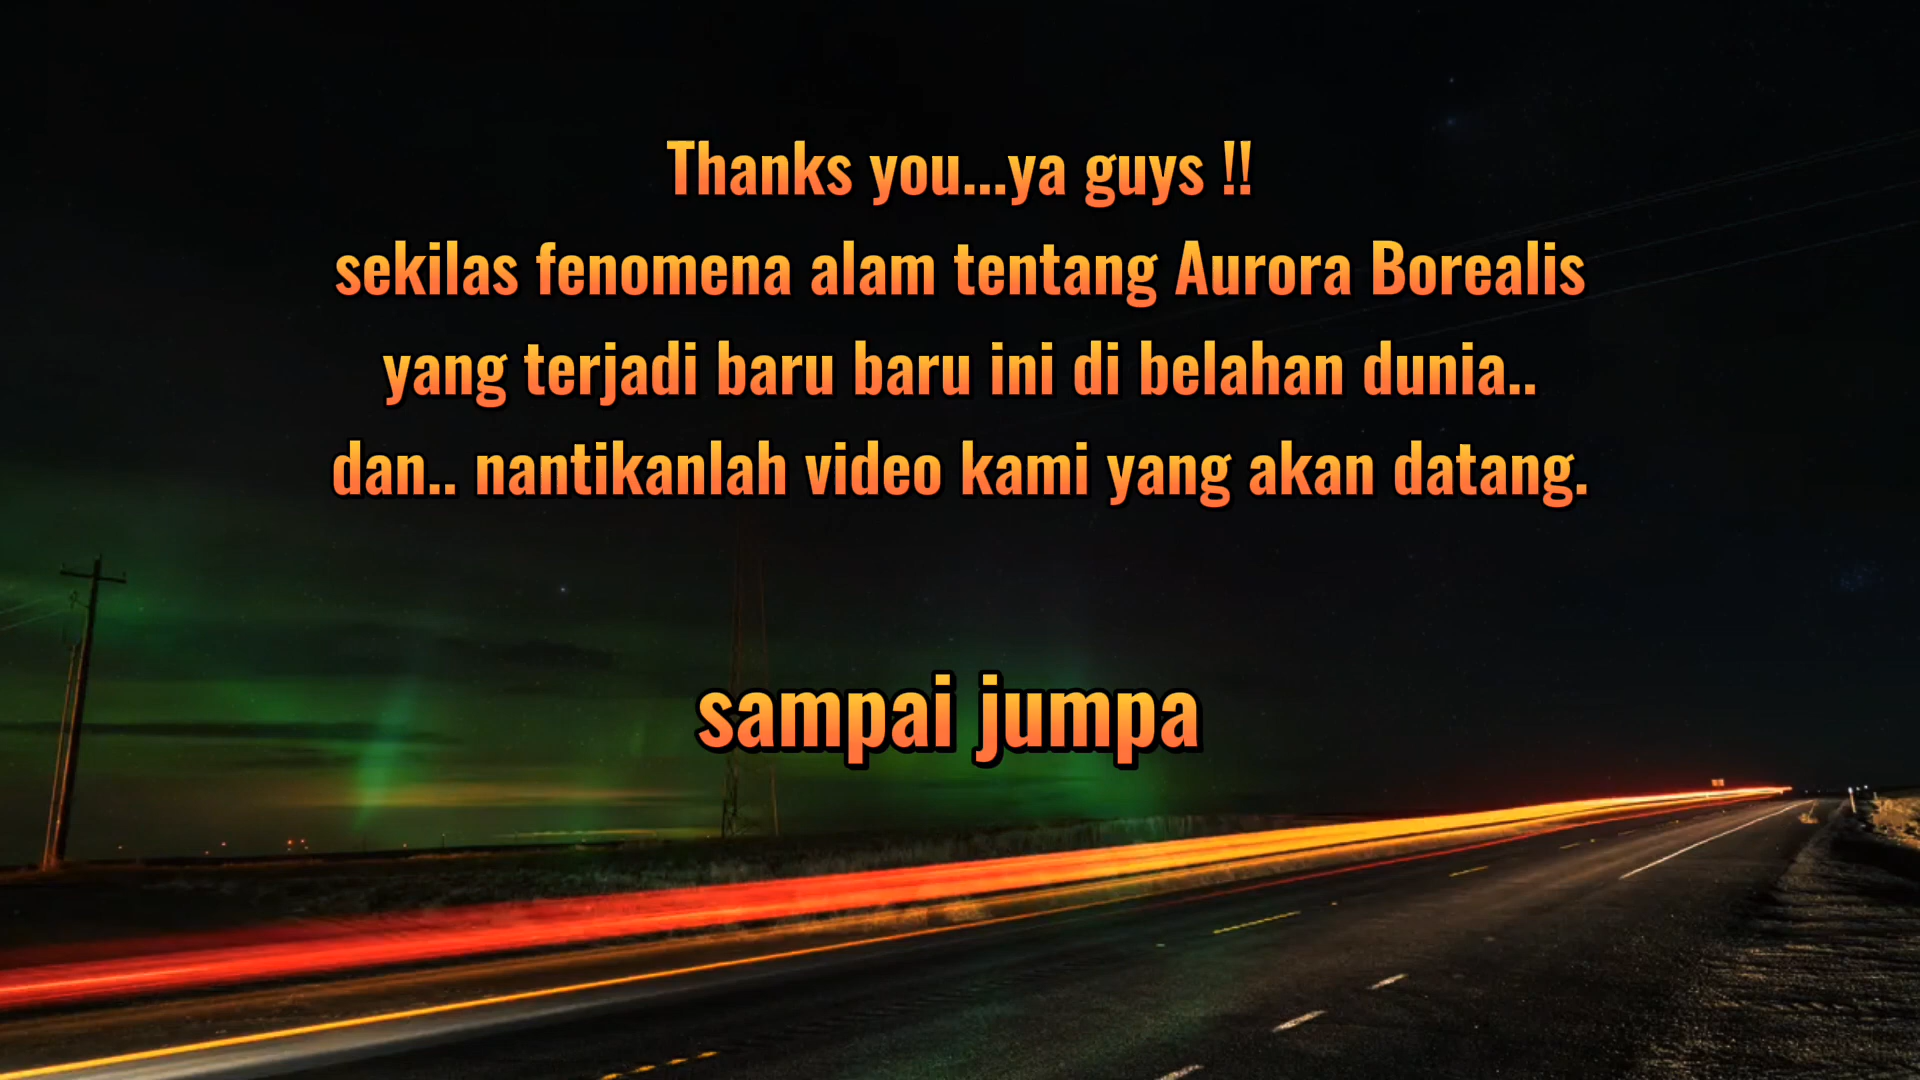 Thanks you...ya guys !!
sekilas fenomena alam tentang Aurora Borealis
yang terjadi baru baru ini di belahan dunia..
dan.. nantikanlah video kami yang akan datang.
sampai jumpa